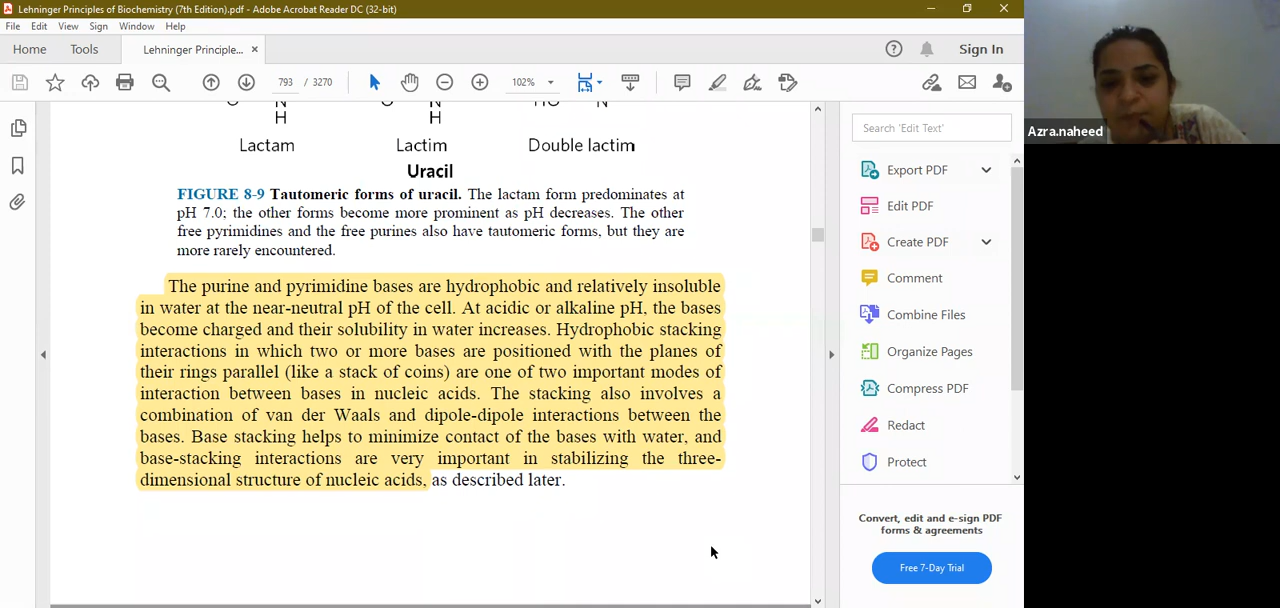 Lehninger Principles of Biochemistry (7th Edition).pdf - Adobe Acrobat Reader DC (32-bit)
File Edit View Sign Window Help
Home Tools Lehninger Principle... × Sign In
793 / 3270 102%
N N HO N
H H
Lactam Lactim Double lactim
Uracil
FIGURE 8-9 Tautomeric forms of uracil. The lactam form predominates at
pH 7.0; the other forms become more prominent as pH decreases. The other
free pyrimidines and the free purines also have tautomeric forms, but they are
more rarely encountered.
The purine and pyrimidine bases are hydrophobic and relatively insoluble
in water at the near-neutral pH of the cell. At acidic or alkaline pH, the bases
become charged and their solubility in water increases. Hydrophobic stacking
interactions in which two or more bases are positioned with the planes of
their rings parallel (like a stack of coins) are one of two important modes of
interaction between bases in nucleic acids. The stacking also involves a
combination of van der Waals and dipole-dipole interactions between the
bases. Base stacking helps to minimize contact of the bases with water, and
base-stacking interactions are very important in stabilizing the three-
dimensional structure of nucleic acids, as described later.
Search 'Edit Text'
Export PDF
Edit PDF
Create PDF
Comment
Combine Files
Organize Pages
Compress PDF
Redact
Protect
Convert, edit and e-sign PDF
forms & agreements
Free 7-Day Trial
Azra.naheed